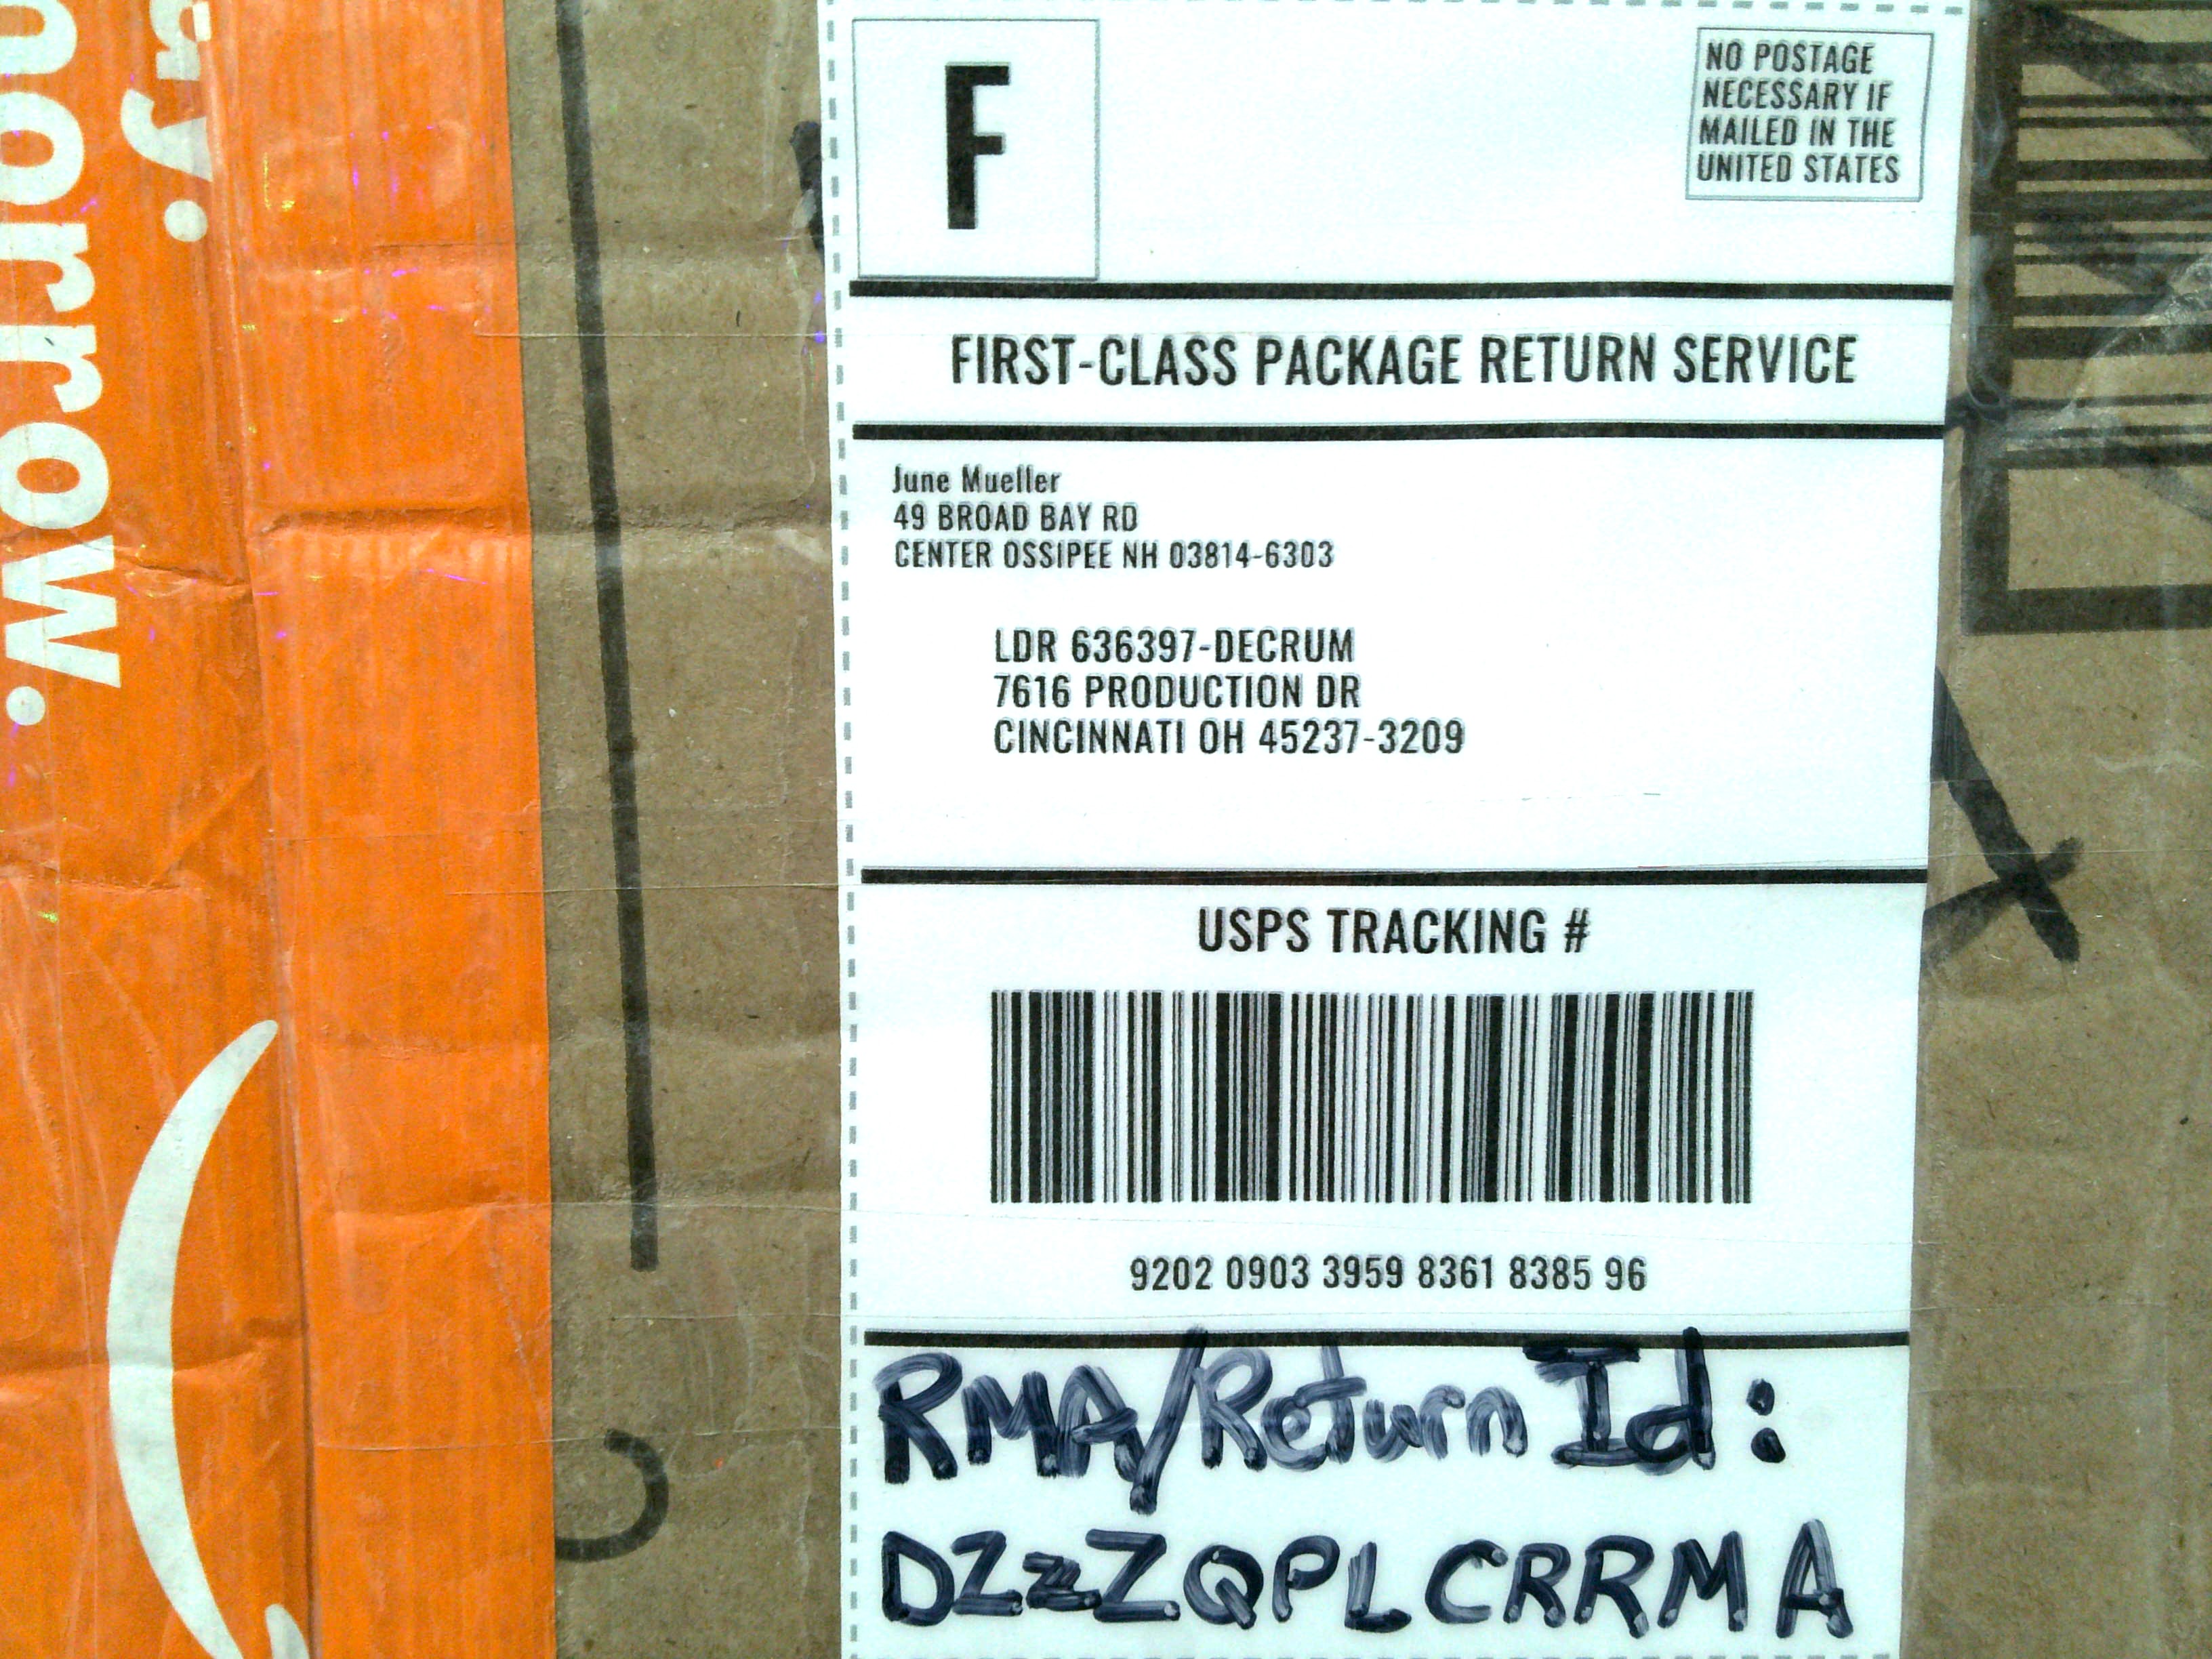 ay.
norrow.
F
NO POSTAGE
NECESSARY IF
MAILED IN THE
UNITED STATES
FIRST-CLASS PACKAGE RETURN SERVICE
June Mueller
49 BROAD BAY RD
CENTER OSSIPEE NH 03814-6303
LDR 636397-DECRUM
7616 PRODUCTION DR
CINCINNATI OH 45237-3209
USPS TRACKING #
9202 0903 3959 8361 8385 96
RMA/Return Id:
DZzZQPLCRRMA